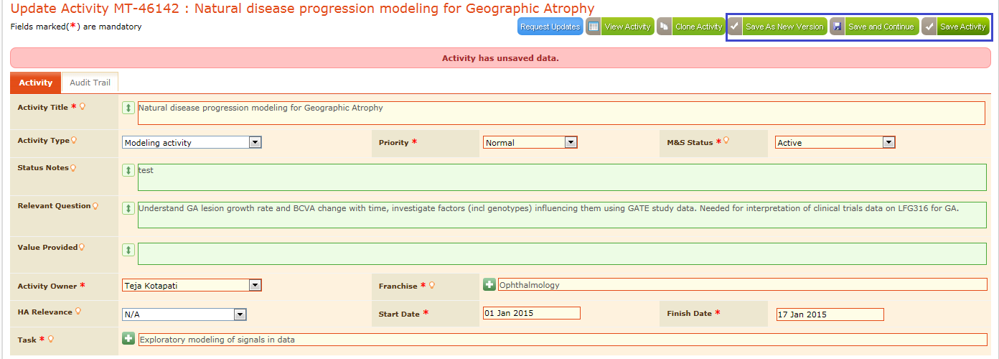 Update Activity MT-46142 : Natural disease progression modeling for Geographic Atrophy
Fields marked(*) are mandatory
Request Updates View Activity Clone Activity Save As New Version Save and Continue Save Activity
Activity has unsaved data.
Activity Audit Trail
Activity Title * Natural disease progression modeling for Geographic Atrophy
Activity Type Modeling activity Priority * Normal M&S Status * Active
Status Notes test
Relevant Question Understand GA lesion growth rate and BCVA change with time, investigate factors (incl genotypes) influencing them using GATE study data. Needed for interpretation of clinical trials data on LFG316 for GA.
Value Provided
Activity Owner * Teja Kotapati Franchise * Ophthalmology
HA Relevance N/A Start Date * 01 Jan 2015 Finish Date * 17 Jan 2015
Task * Exploratory modeling of signals in data